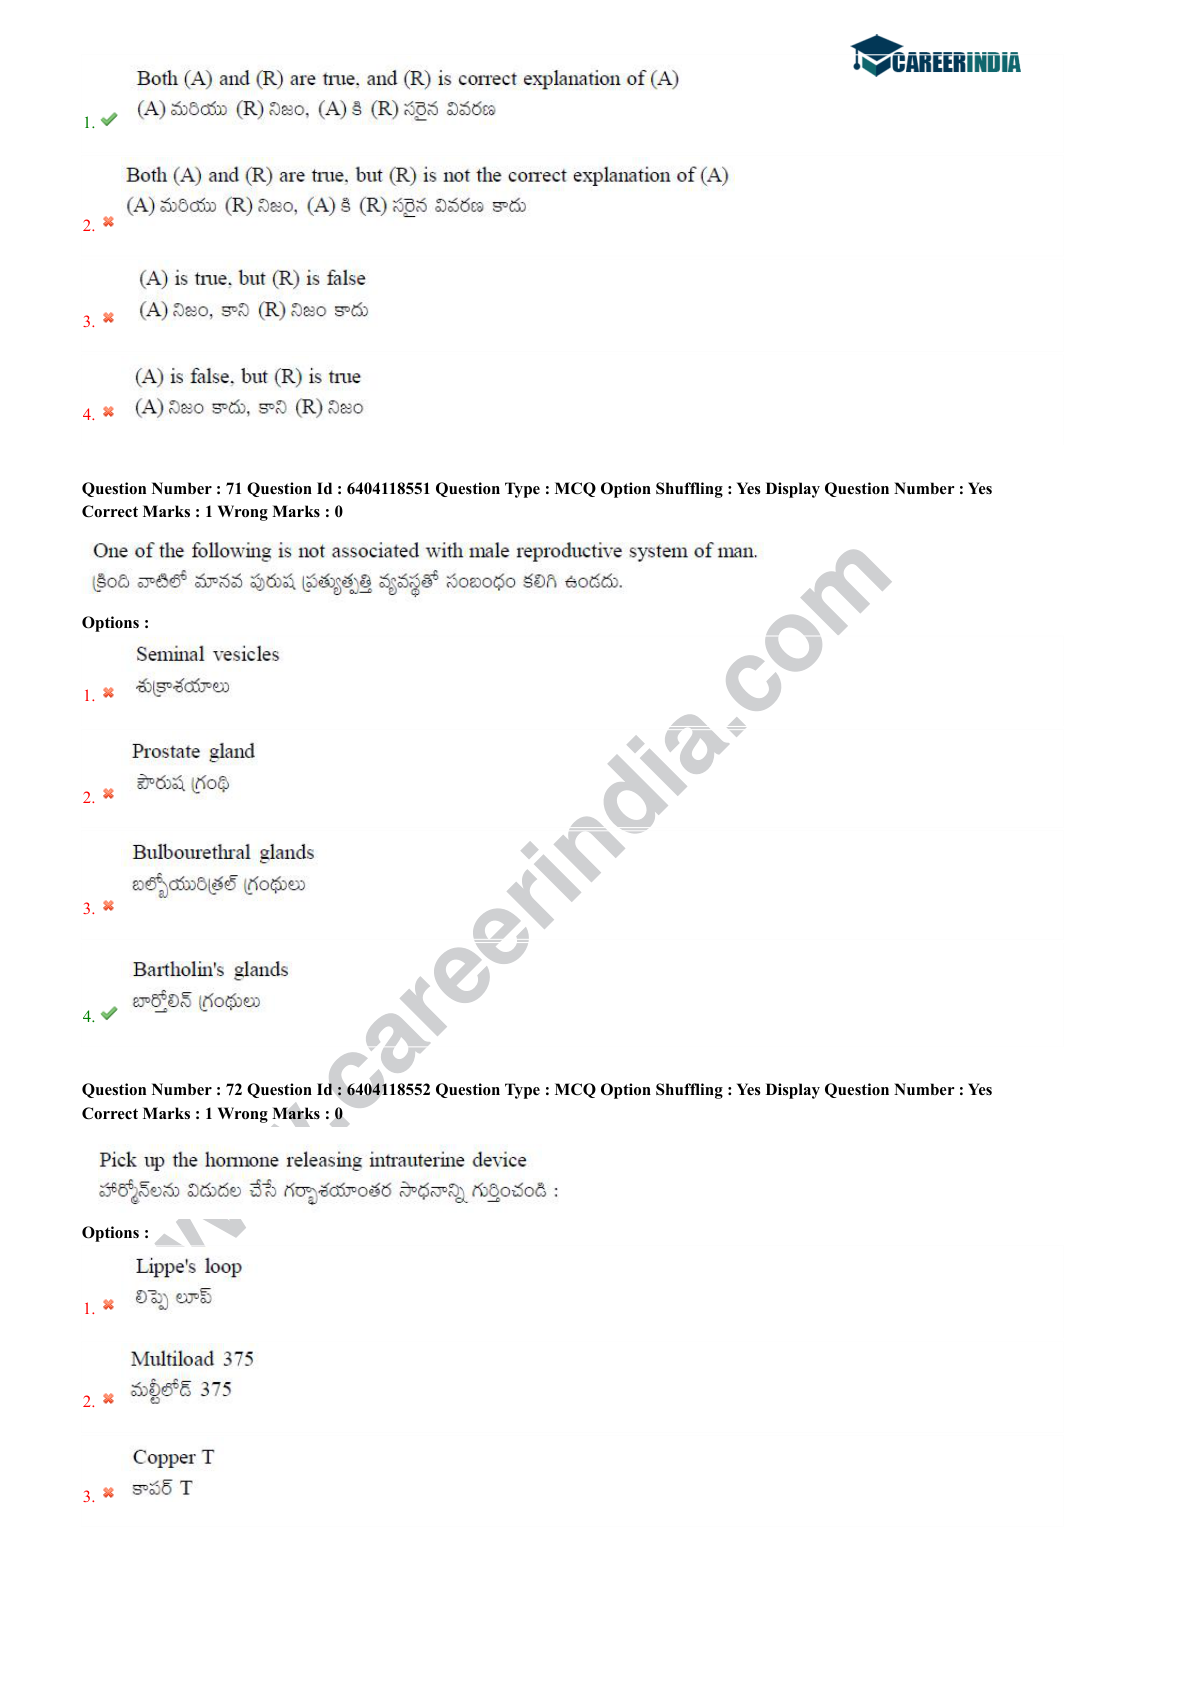 CAREERINDIA
Both (A) and (R) are true, and (R) is correct explanation of (A)
(A) మరియు (R) నిజం, (A) కి (R) సరైన వివరణ
1.
Both (A) and (R) are true, but (R) is not the correct explanation of (A)
(A) మరియు (R) నిజం, (A) కి (R) సరైన వివరణ కాదు
2.
(A) is true, but (R) is false
(A) నిజం, కాని (R) నిజం కాదు
3.
(A) is false, but (R) is true
(A) నిజం కాదు, కాని (R) నిజం
4.
Question Number : 71 Question Id : 6404118551 Question Type : MCQ Option Shuffling : Yes Display Question Number : Yes
Correct Marks : 1 Wrong Marks : 0
One of the following is not associated with male reproductive system of man.
క్రింది వాటిలో మానవ పురుష ప్రత్యుత్పత్తి వ్యవస్థతో సంబంధం కలిగి ఉండదు.
Options :
Seminal vesicles
శుక్రాశయాలు
1.
Prostate gland
పౌరుష గ్రంథి
2.
Bulbourethral glands
బల్బోయురిత్రల్ గ్రంథులు
3.
Bartholin's glands
బార్తోలిన్ గ్రంథులు
4.
Question Number : 72 Question Id : 6404118552 Question Type : MCQ Option Shuffling : Yes Display Question Number : Yes
Correct Marks : 1 Wrong Marks : 0
Pick up the hormone releasing intrauterine device
హార్మోన్‌లను విడుదల చేసే గర్భాశయాంతర సాధనాన్ని గుర్తించండి :
Options :
Lippe's loop
లిప్పె లూప్
1.
Multiload 375
మల్టీలోడ్ 375
2.
Copper T
కాపర్ T
3.
www.careerindia.com